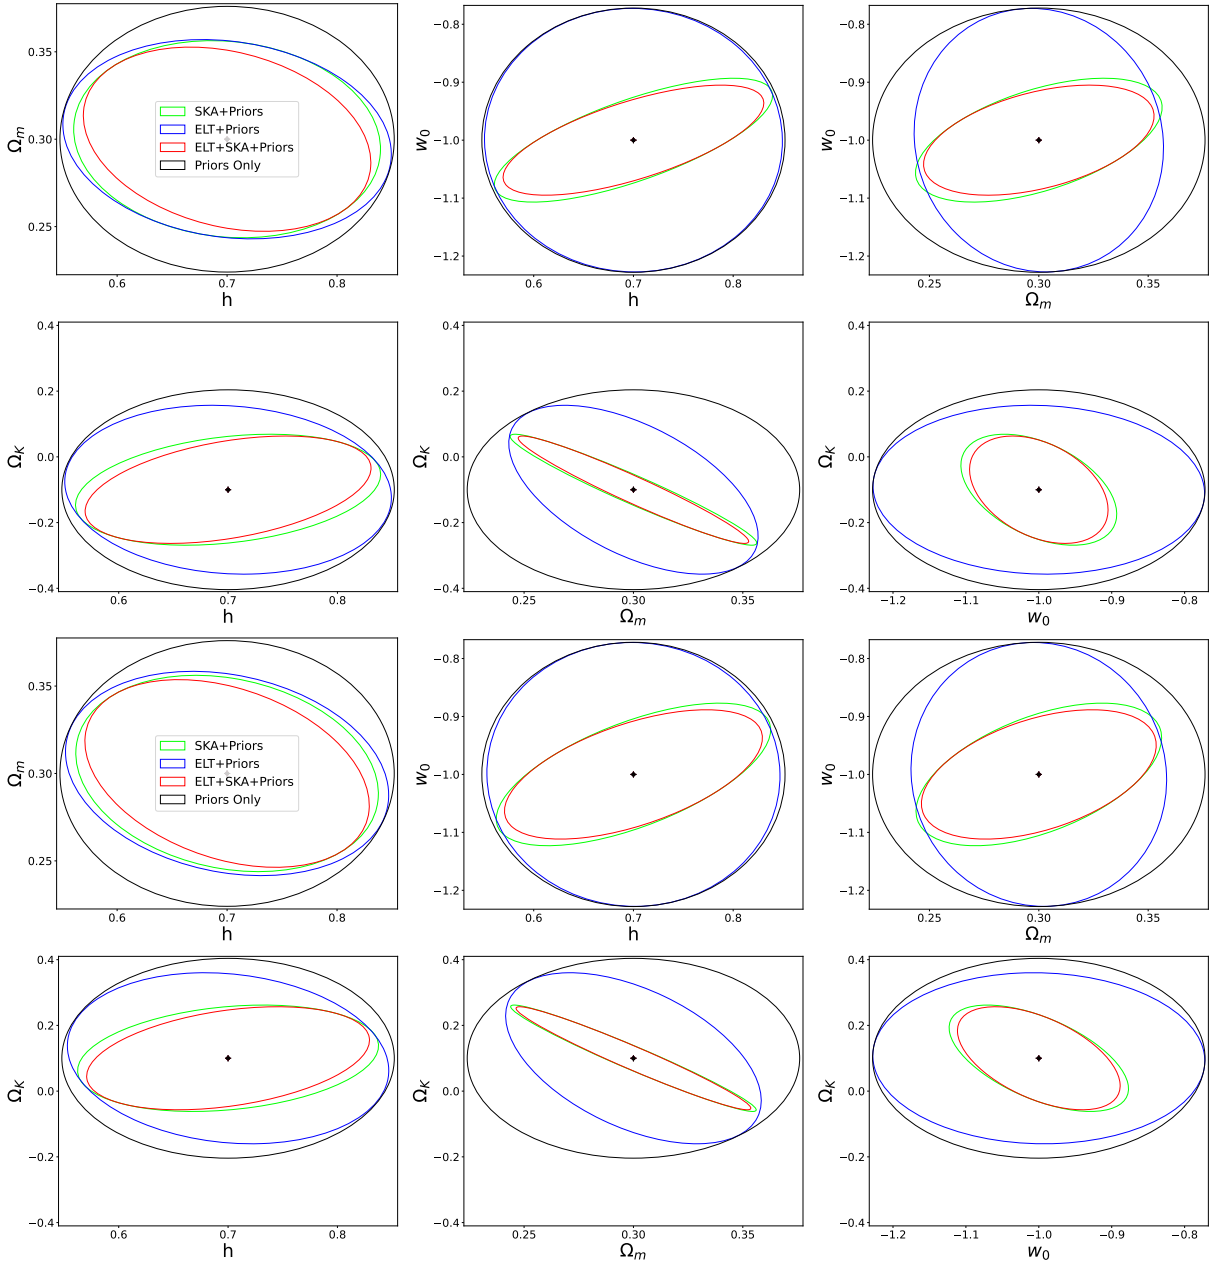 0.35
0.30
0.25
Ω_m
SKA+Priors
ELT+Priors
ELT+SKA+Priors
Priors Only
0.6 0.7 0.8
h
−0.8
−0.9
−1.0
−1.1
−1.2
w_0
0.6 0.7 0.8
h
−0.8
−0.9
−1.0
−1.1
−1.2
w_0
0.25 0.30 0.35
Ω_m
0.4
0.2
0.0
−0.2
−0.4
Ω_K
0.6 0.7 0.8
h
0.4
0.2
0.0
−0.2
−0.4
Ω_K
0.25 0.30 0.35
Ω_m
0.4
0.2
0.0
−0.2
−0.4
Ω_K
−1.2 −1.1 −1.0 −0.9 −0.8
w_0
0.35
0.30
0.25
Ω_m
SKA+Priors
ELT+Priors
ELT+SKA+Priors
Priors Only
0.6 0.7 0.8
h
−0.8
−0.9
−1.0
−1.1
−1.2
w_0
0.6 0.7 0.8
h
−0.8
−0.9
−1.0
−1.1
−1.2
w_0
0.25 0.30 0.35
Ω_m
0.4
0.2
0.0
−0.2
−0.4
Ω_K
0.6 0.7 0.8
h
0.4
0.2
0.0
−0.2
−0.4
Ω_K
0.25 0.30 0.35
Ω_m
0.4
0.2
0.0
−0.2
−0.4
Ω_K
−1.2 −1.1 −1.0 −0.9 −0.8
w_0